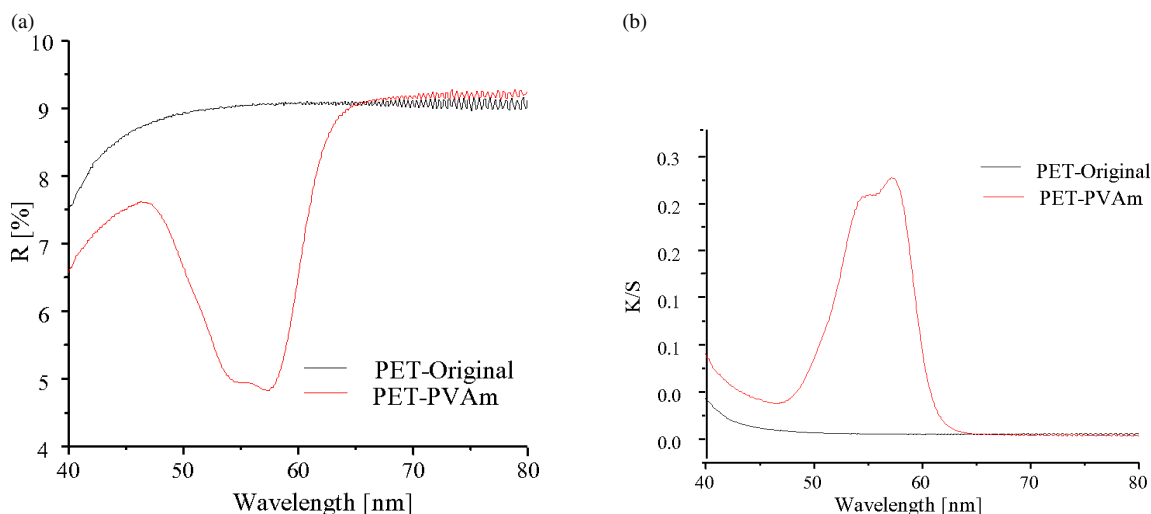 (a)
10
9
8
7
6
5
4
R [%]
40
50
60
70
80
Wavelength [nm]
PET-Original
PET-PVAm
(b)
0.3
0.2
0.2
0.1
0.1
0.0
0.0
K/S
40
50
60
70
80
Wavelength [nm]
PET-Original
PET-PVAm